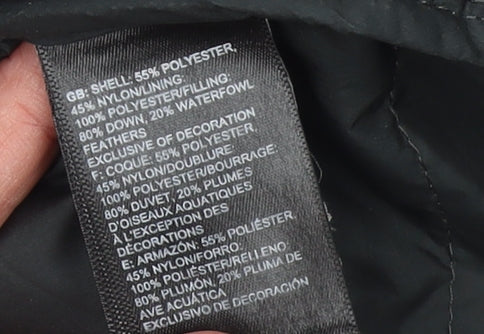 GB: SHELL: 55% POLYESTER,
45% NYLON/LINING:
100% POLYESTER/FILLING:
80% DOWN, 20% WATERFOWL
FEATHERS
EXCLUSIVE OF DECORATION
F: COQUE: 55% POLYESTER,
45% NYLON/DOUBLURE:
100% POLYESTER/BOURRAGE:
80% DUVET, 20% PLUMES
D'OISEAUX AQUATIQUES
À L'EXCEPTION DES
DÉCORATIONS
E: ARMAZÓN: 55% POLIÉSTER,
45% NYLON/FORRO:
100% POLIÉSTER/RELLENO:
80% PLUMÓN, 20% PLUMA DE
AVE ACUÁTICA
EXCLUSIVO DE DECORACIÓN